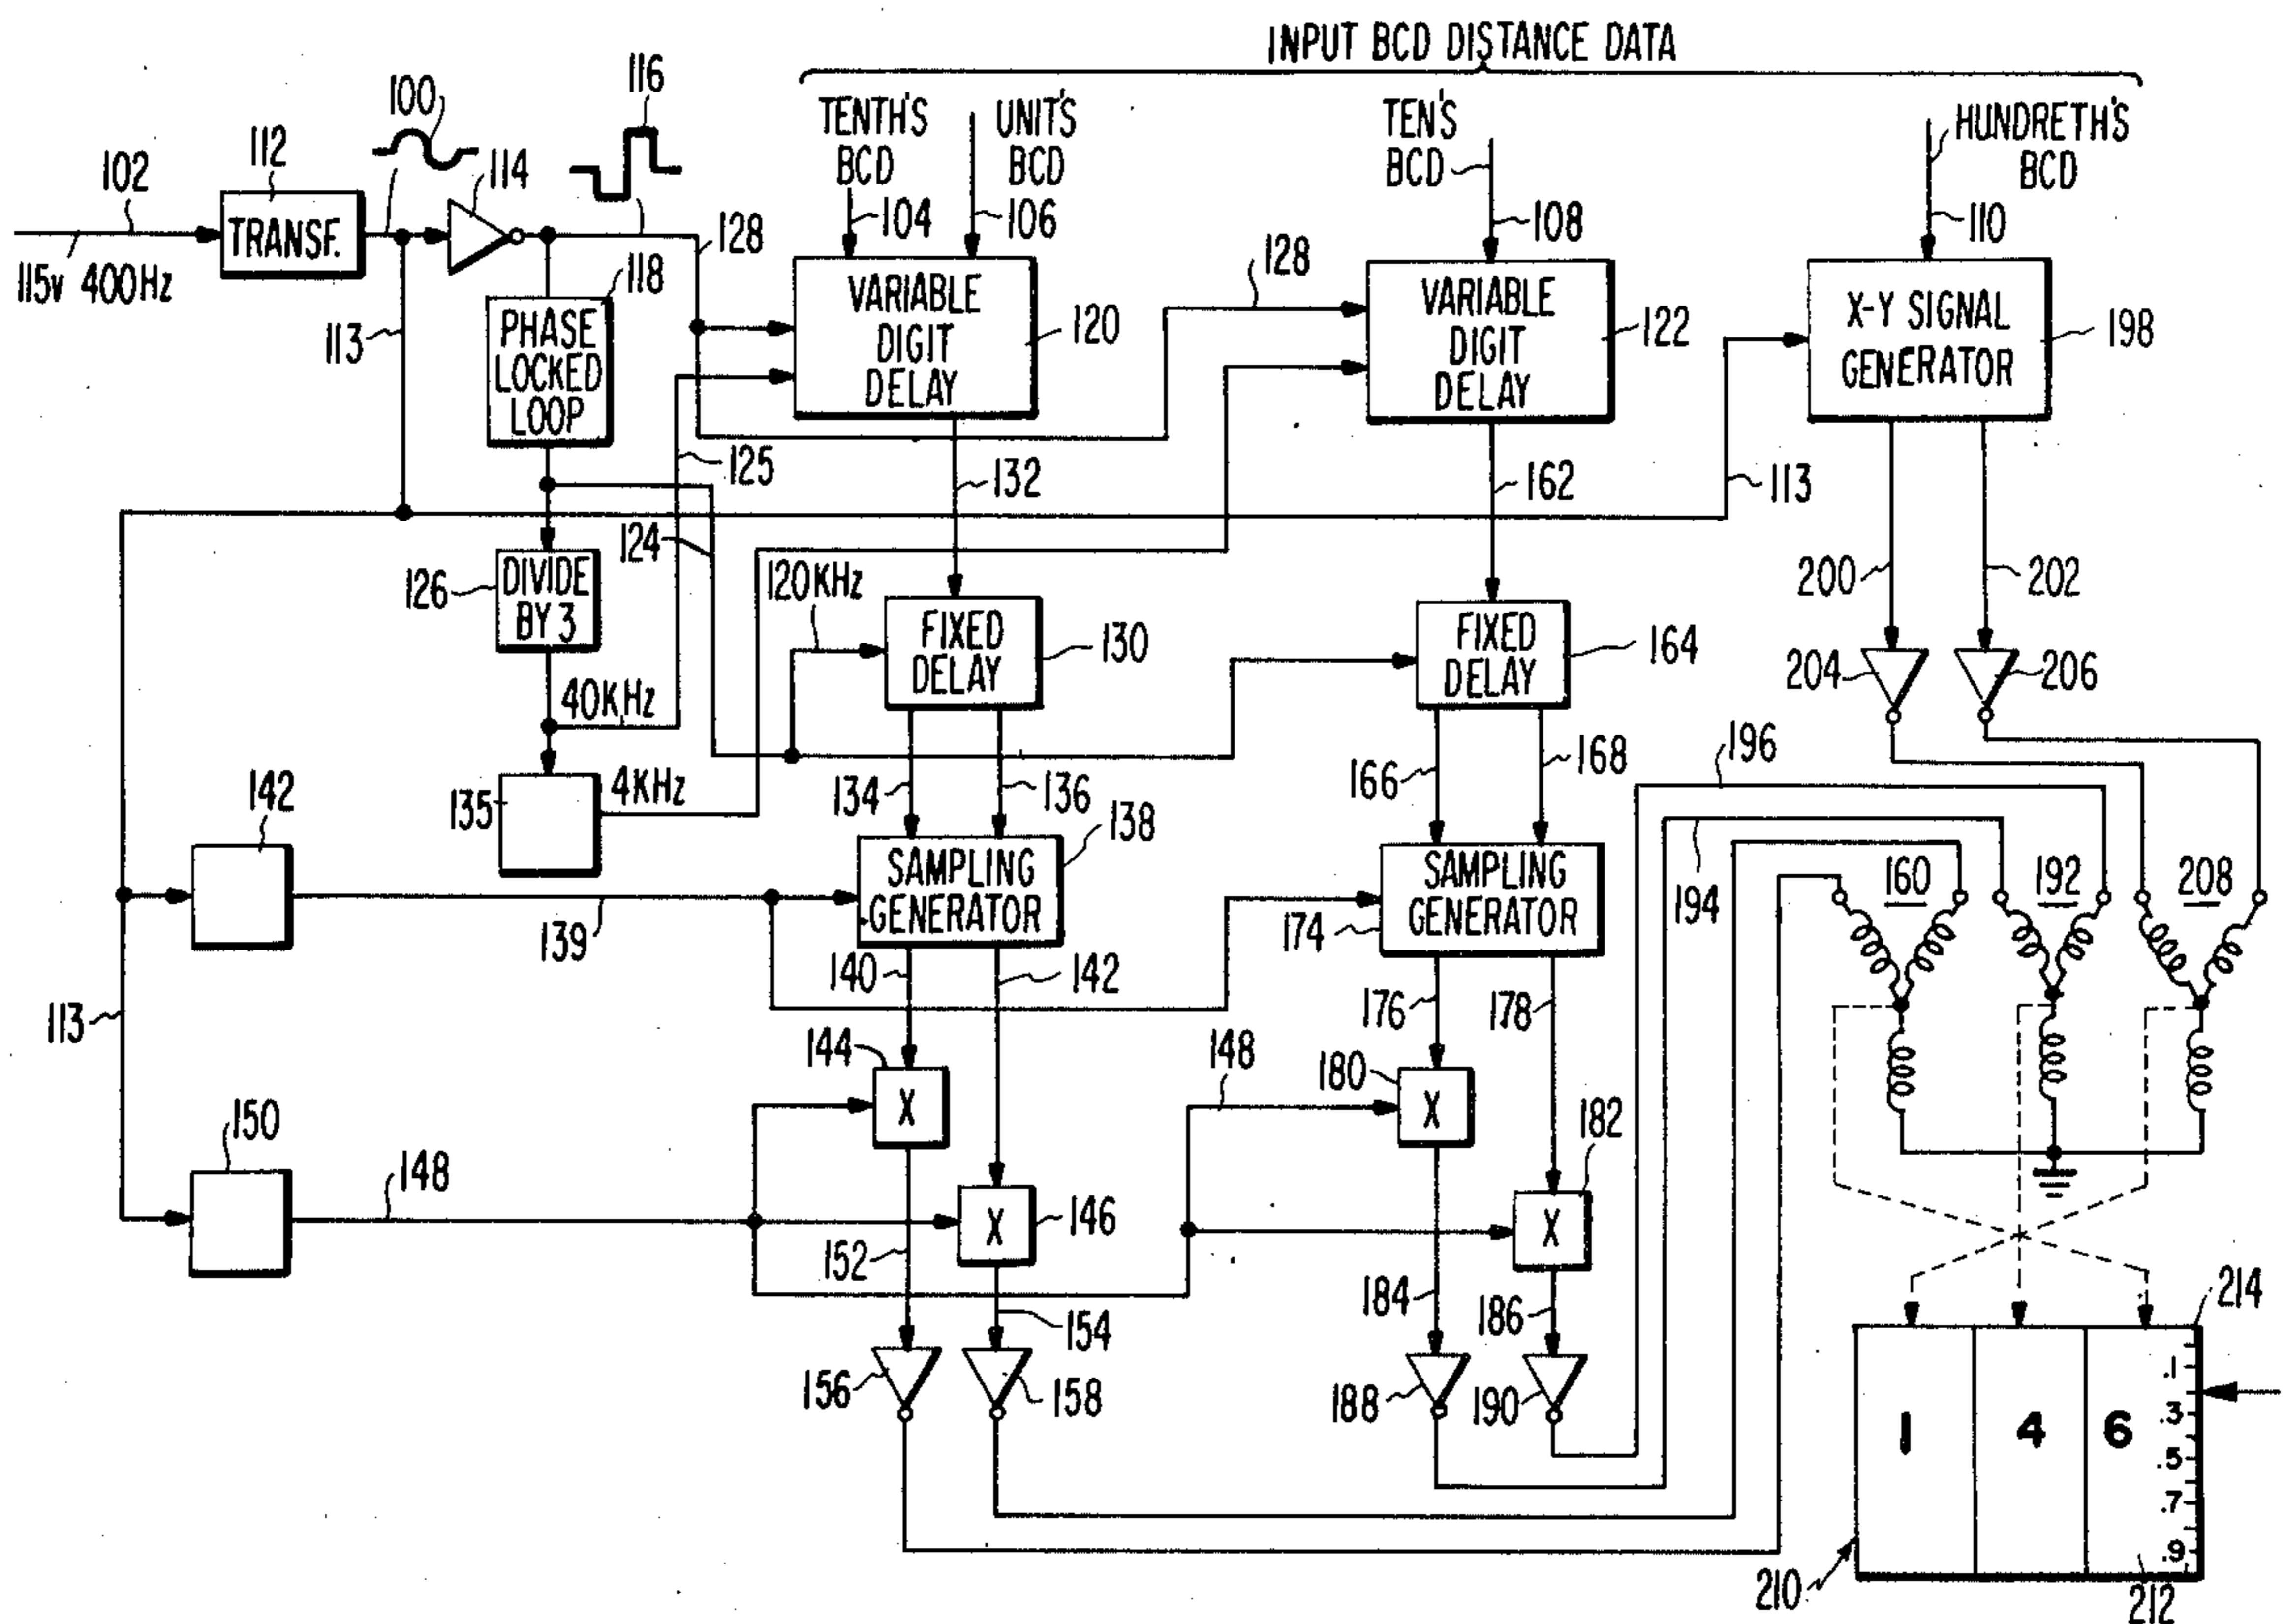 INPUT BCD DISTANCE DATA
116
100
TENTH'S
BCD
UNIT'S
BCD
TEN'S
BCD
HUNDRETH'S
BCD
102
112
114
104
106
108
110
TRANSF.
115v 400Hz
128
118
128
VARIABLE
DIGIT
DELAY
120
VARIABLE
DIGIT
DELAY
122
X-Y SIGNAL
GENERATOR
198
113
PHASE
LOCKED
LOOP
125
132
162
113
124
126
DIVIDE
BY 3
120KHz
200
202
FIXED
DELAY
130
FIXED
DELAY
164
204
206
40KHz
196
135
4KHz
134
136
166
168
142
138
SAMPLING
GENERATOR
SAMPLING
GENERATOR
174
194
160
192
208
139
140
142
176
178
113
144
X
148
180
X
182
150
148
X
146
X
152
154
184
186
214
156
158
188
190
.1
.3
.5
.7
.9
1
4
6
210
212